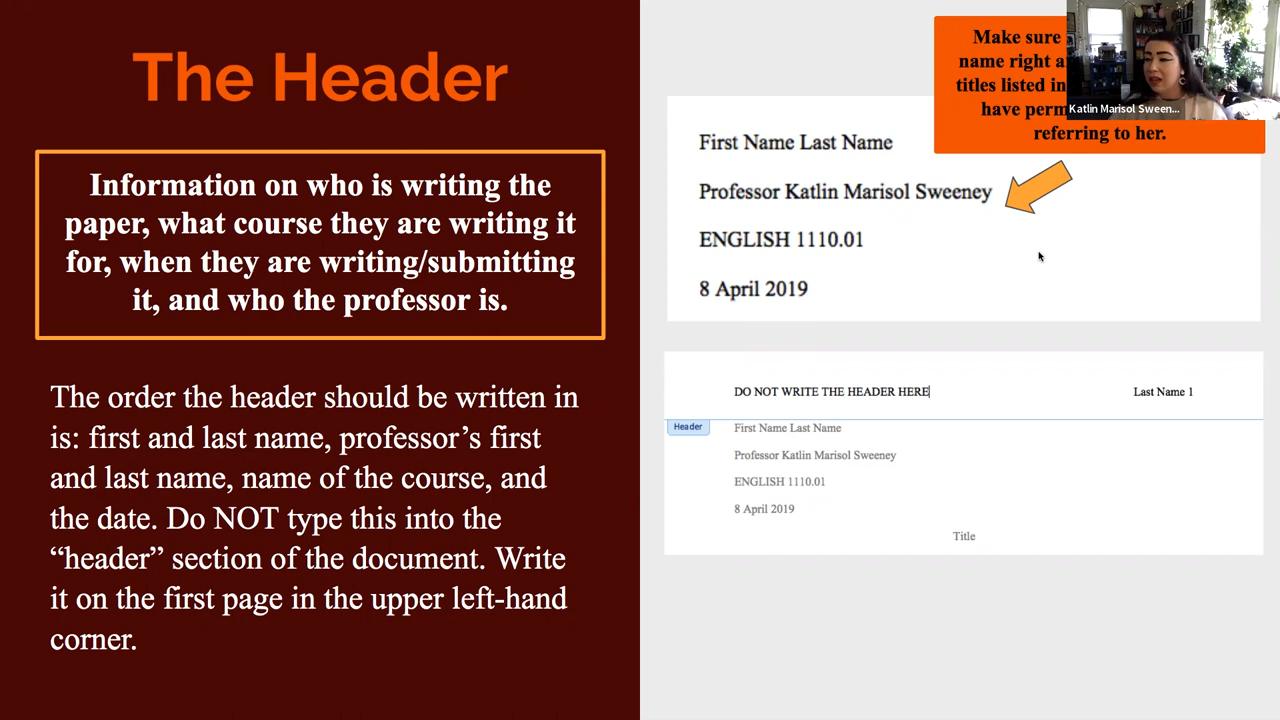 The Header
Information on who is writing the
paper, what course they are writing it
for, when they are writing/submitting
it, and who the professor is.
The order the header should be written in
is: first and last name, professor’s first
and last name, name of the course, and
the date. Do NOT type this into the
“header” section of the document. Write
it on the first page in the upper left-hand
corner.
Make sure
name right
titles listed
have
referring to her.
Katlin Marisol Sween...
First Name Last Name
Professor Katlin Marisol Sweeney
ENGLISH 1110.01
8 April 2019
DO NOT WRITE THE HEADER HERE
Last Name 1
Header
First Name Last Name
Professor Katlin Marisol Sweeney
ENGLISH 1110.01
8 April 2019
Title